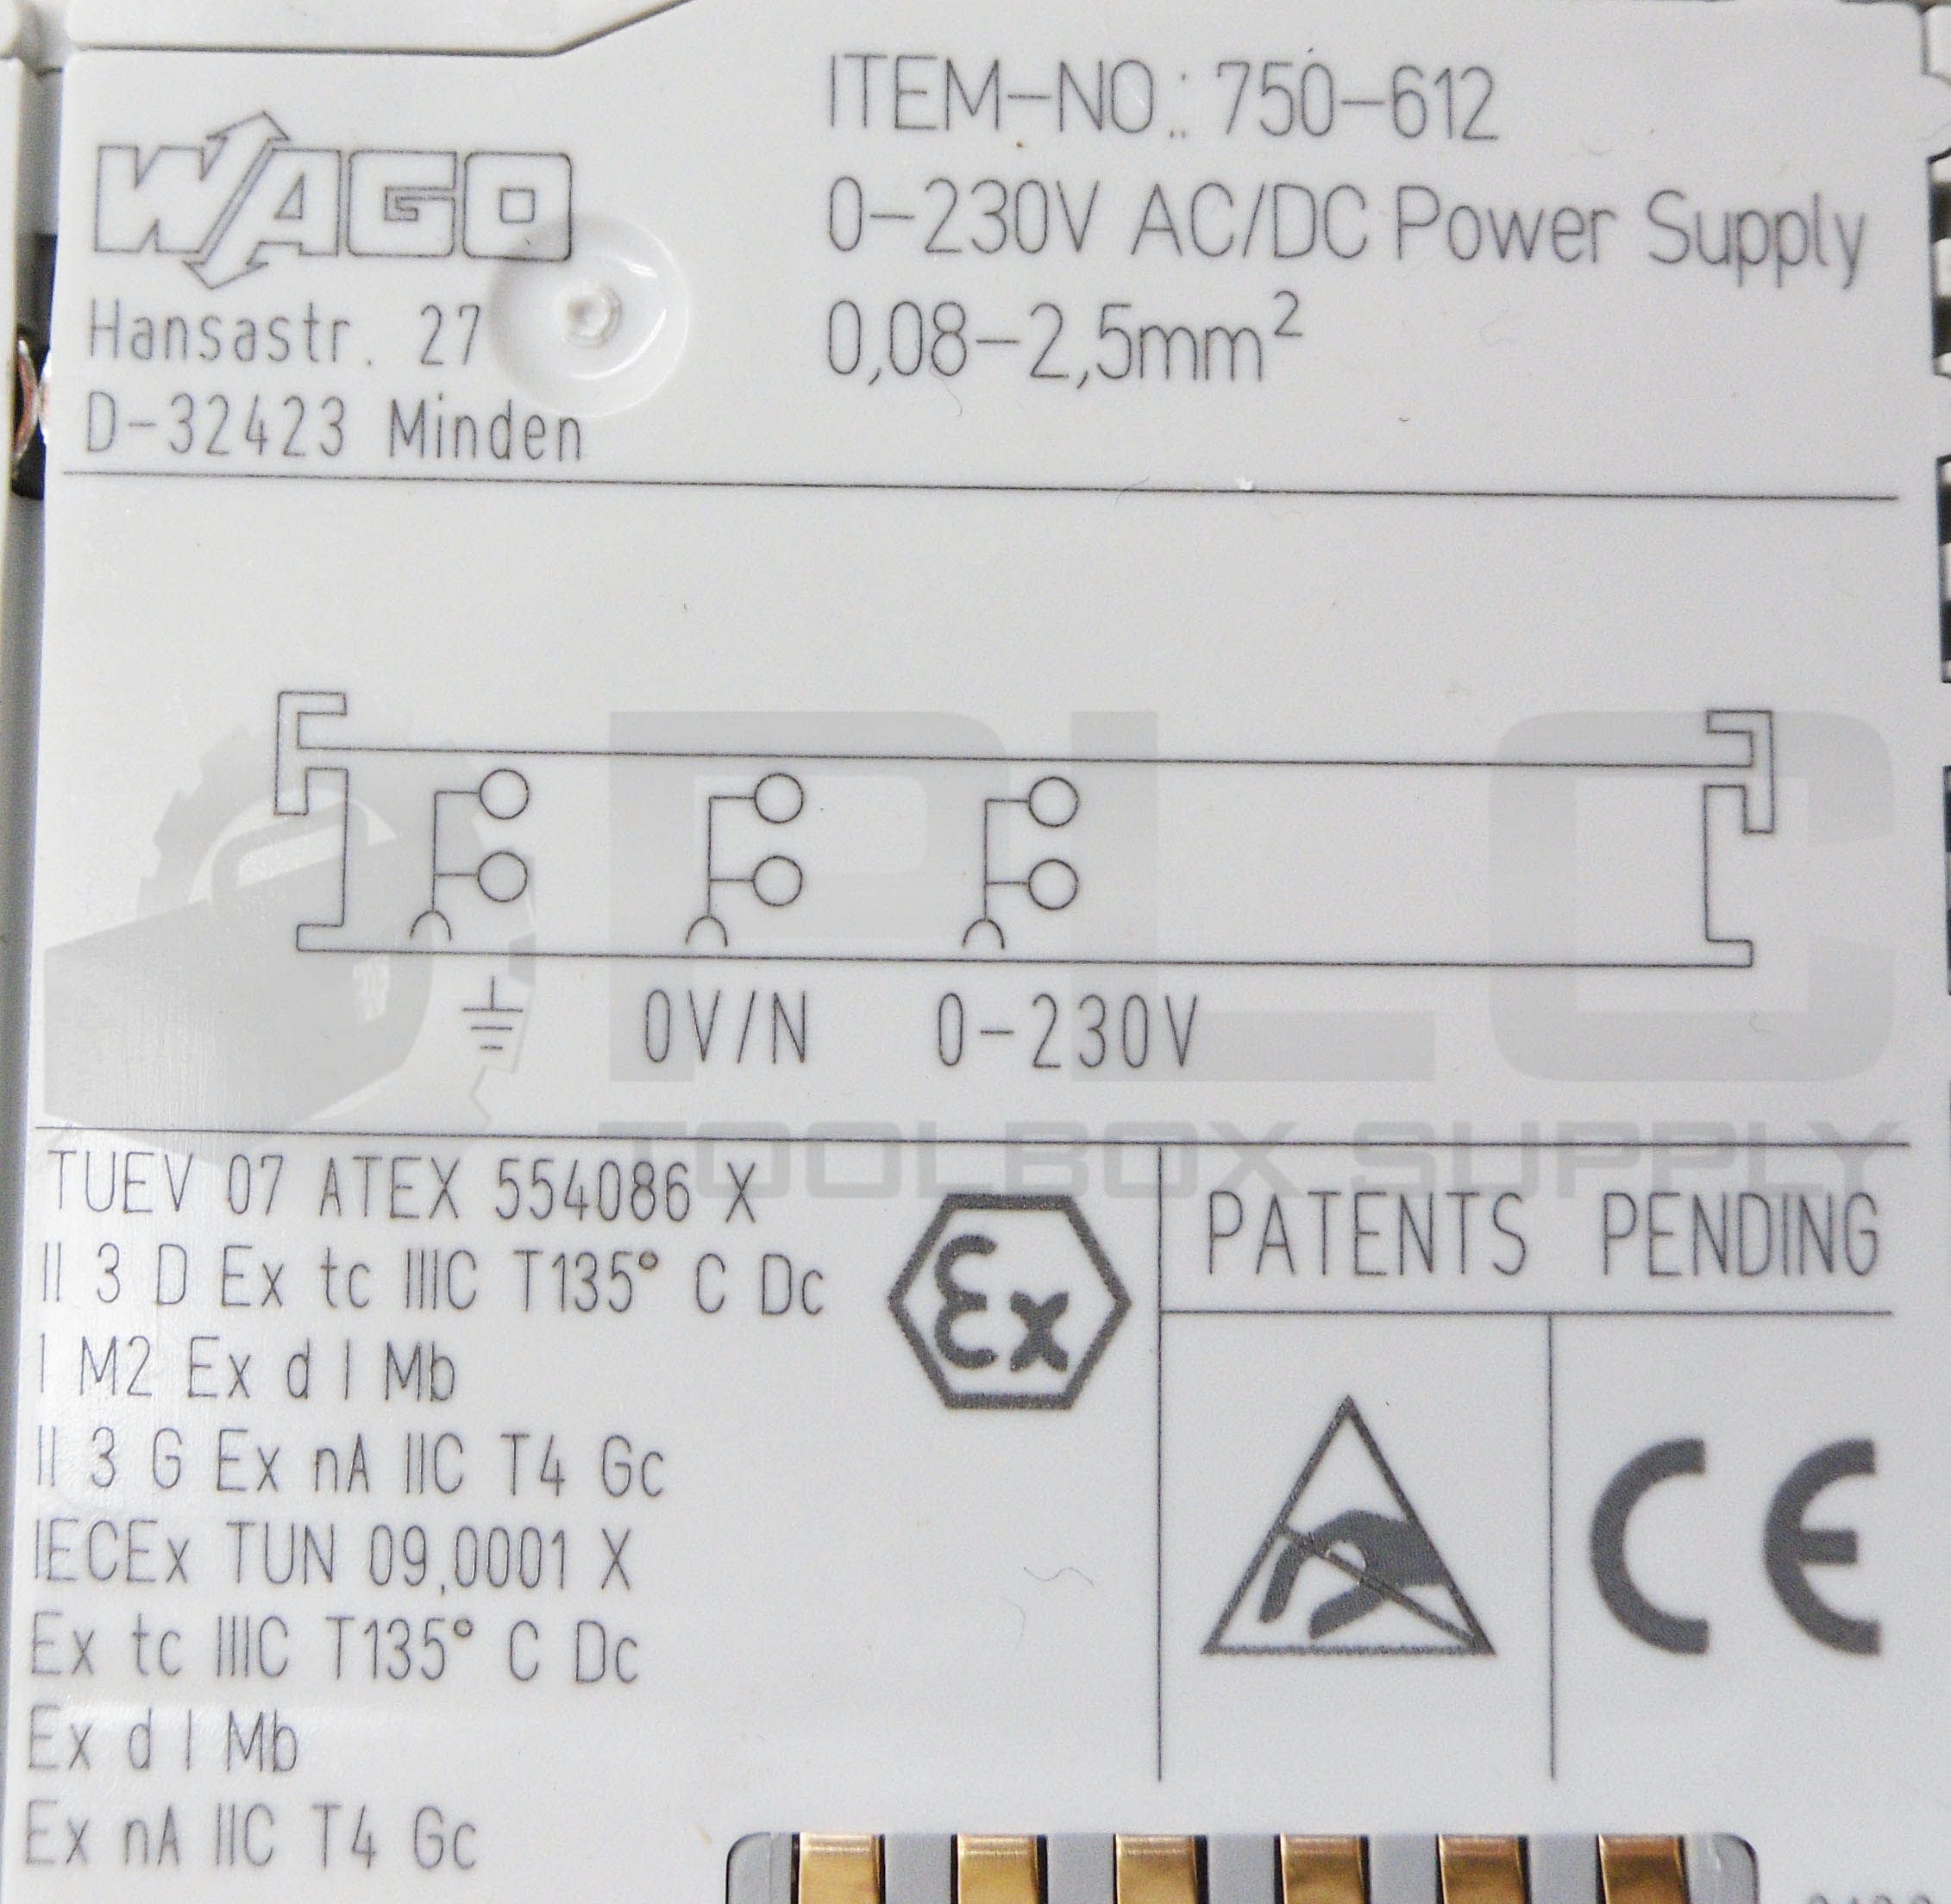 WAGO
Hansastr. 27
D-32423 Minden
ITEM-NO.: 750-612
0-230V AC/DC Power Supply
0,08-2,5mm²
0V/N 0-230V
PLC
TOOLBOX SUPPLY
TUEV 07 ATEX 554086 X
II 3 D Ex tc IIIC T135° C Dc
I M2 Ex d I Mb
II 3 G Ex nA IIC T4 Gc
IECEx TUN 09.0001 X
Ex tc IIIC T135° C Dc
Ex d I Mb
Ex nA IIC T4 Gc
Ex
PATENTS PENDING
CE